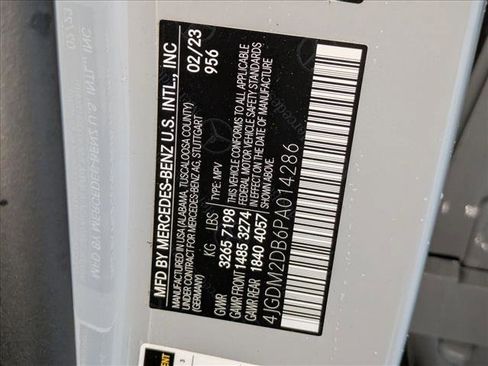 MFD BY MERCEDES-BENZ U.S. INTL., INC
IN VANCE/USA (ALABAMA, TUSCALOOSA COUNTY)
UNDER CONTRACT FOR MERCEDES-BENZ AG, STUTTGART
(GERMANY)
02/23
956
KG LBS TYPE: MPV
GVWR 3265 7198
GAWR FRONT 1485 3274
GAWR REAR 1840 4057
THIS VEHICLE CONFORMS TO ALL APPLICABLE
FEDERAL MOTOR VEHICLE SAFETY STANDARDS
IN EFFECT ON THE DATE OF MANUFACTURE
SHOWN ABOVE.
4JGDM2DB6PA014286